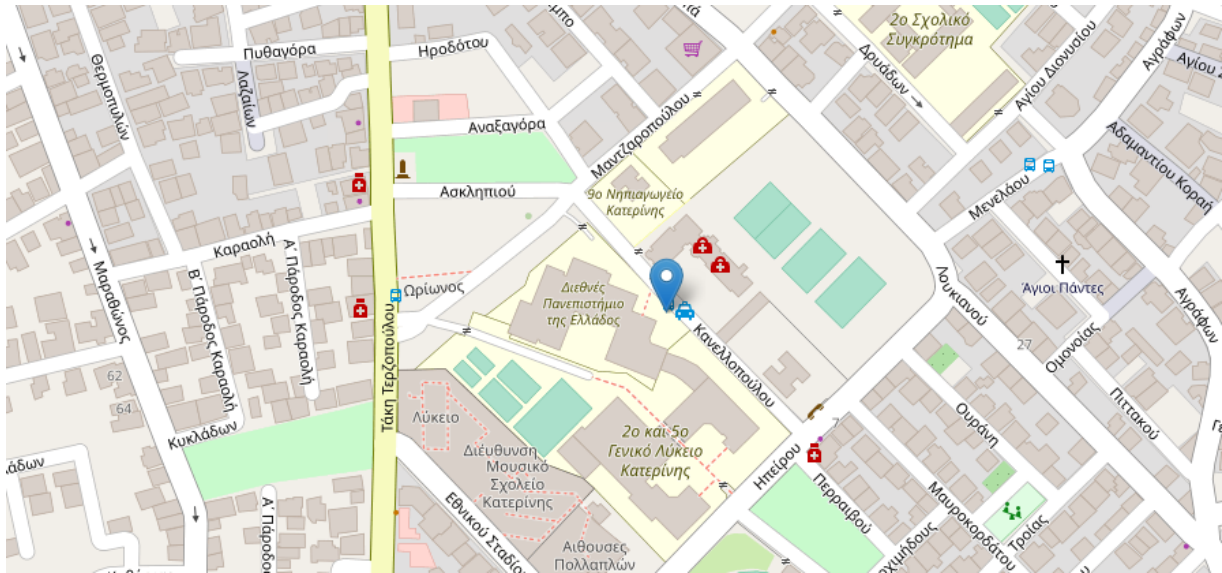 2ο Σχολικό
Συγκρότημα
Ηροδότου
Πυθαγόρα
Λαζαίων
Θερμοπυλών
Αγράφων
Δρυάδων
Αγίου Διονυσίου
Αναξαγόρα
Μαντζαροπούλου
Αδαμαντίου Κοραή
Ασκληπιού
9ο Νηπιαγωγείο
Κατερίνης
Μενελάου
Καραολή
Α΄ Πάροδος Καραολή
Β΄ Πάροδος Καραολή
Μαραθώνος
Ωρίωνος
Διεθνές
Πανεπιστήμιο
της Ελλάδος
Άγιοι Πάντες
Λουκιανού
Αγράφων
Κανελλοπούλου
Τάκη Τερζοπούλου
27
Ομονοίας
62
64
Πιττακού
Λύκειο
Κυκλάδων
7
Ουράνη
2ο και 5ο
Γενικό Λύκειο
Κατερίνης
Διεύθυνση
Μουσικό
Σχολείο
Κατερίνης
Ηπείρου
Περραιβού
Μαυροκορδάτου
Τροίας
Εθνικού Σταδίου
Α΄ Πάροδος
Αίθουσες
Πολλαπλών